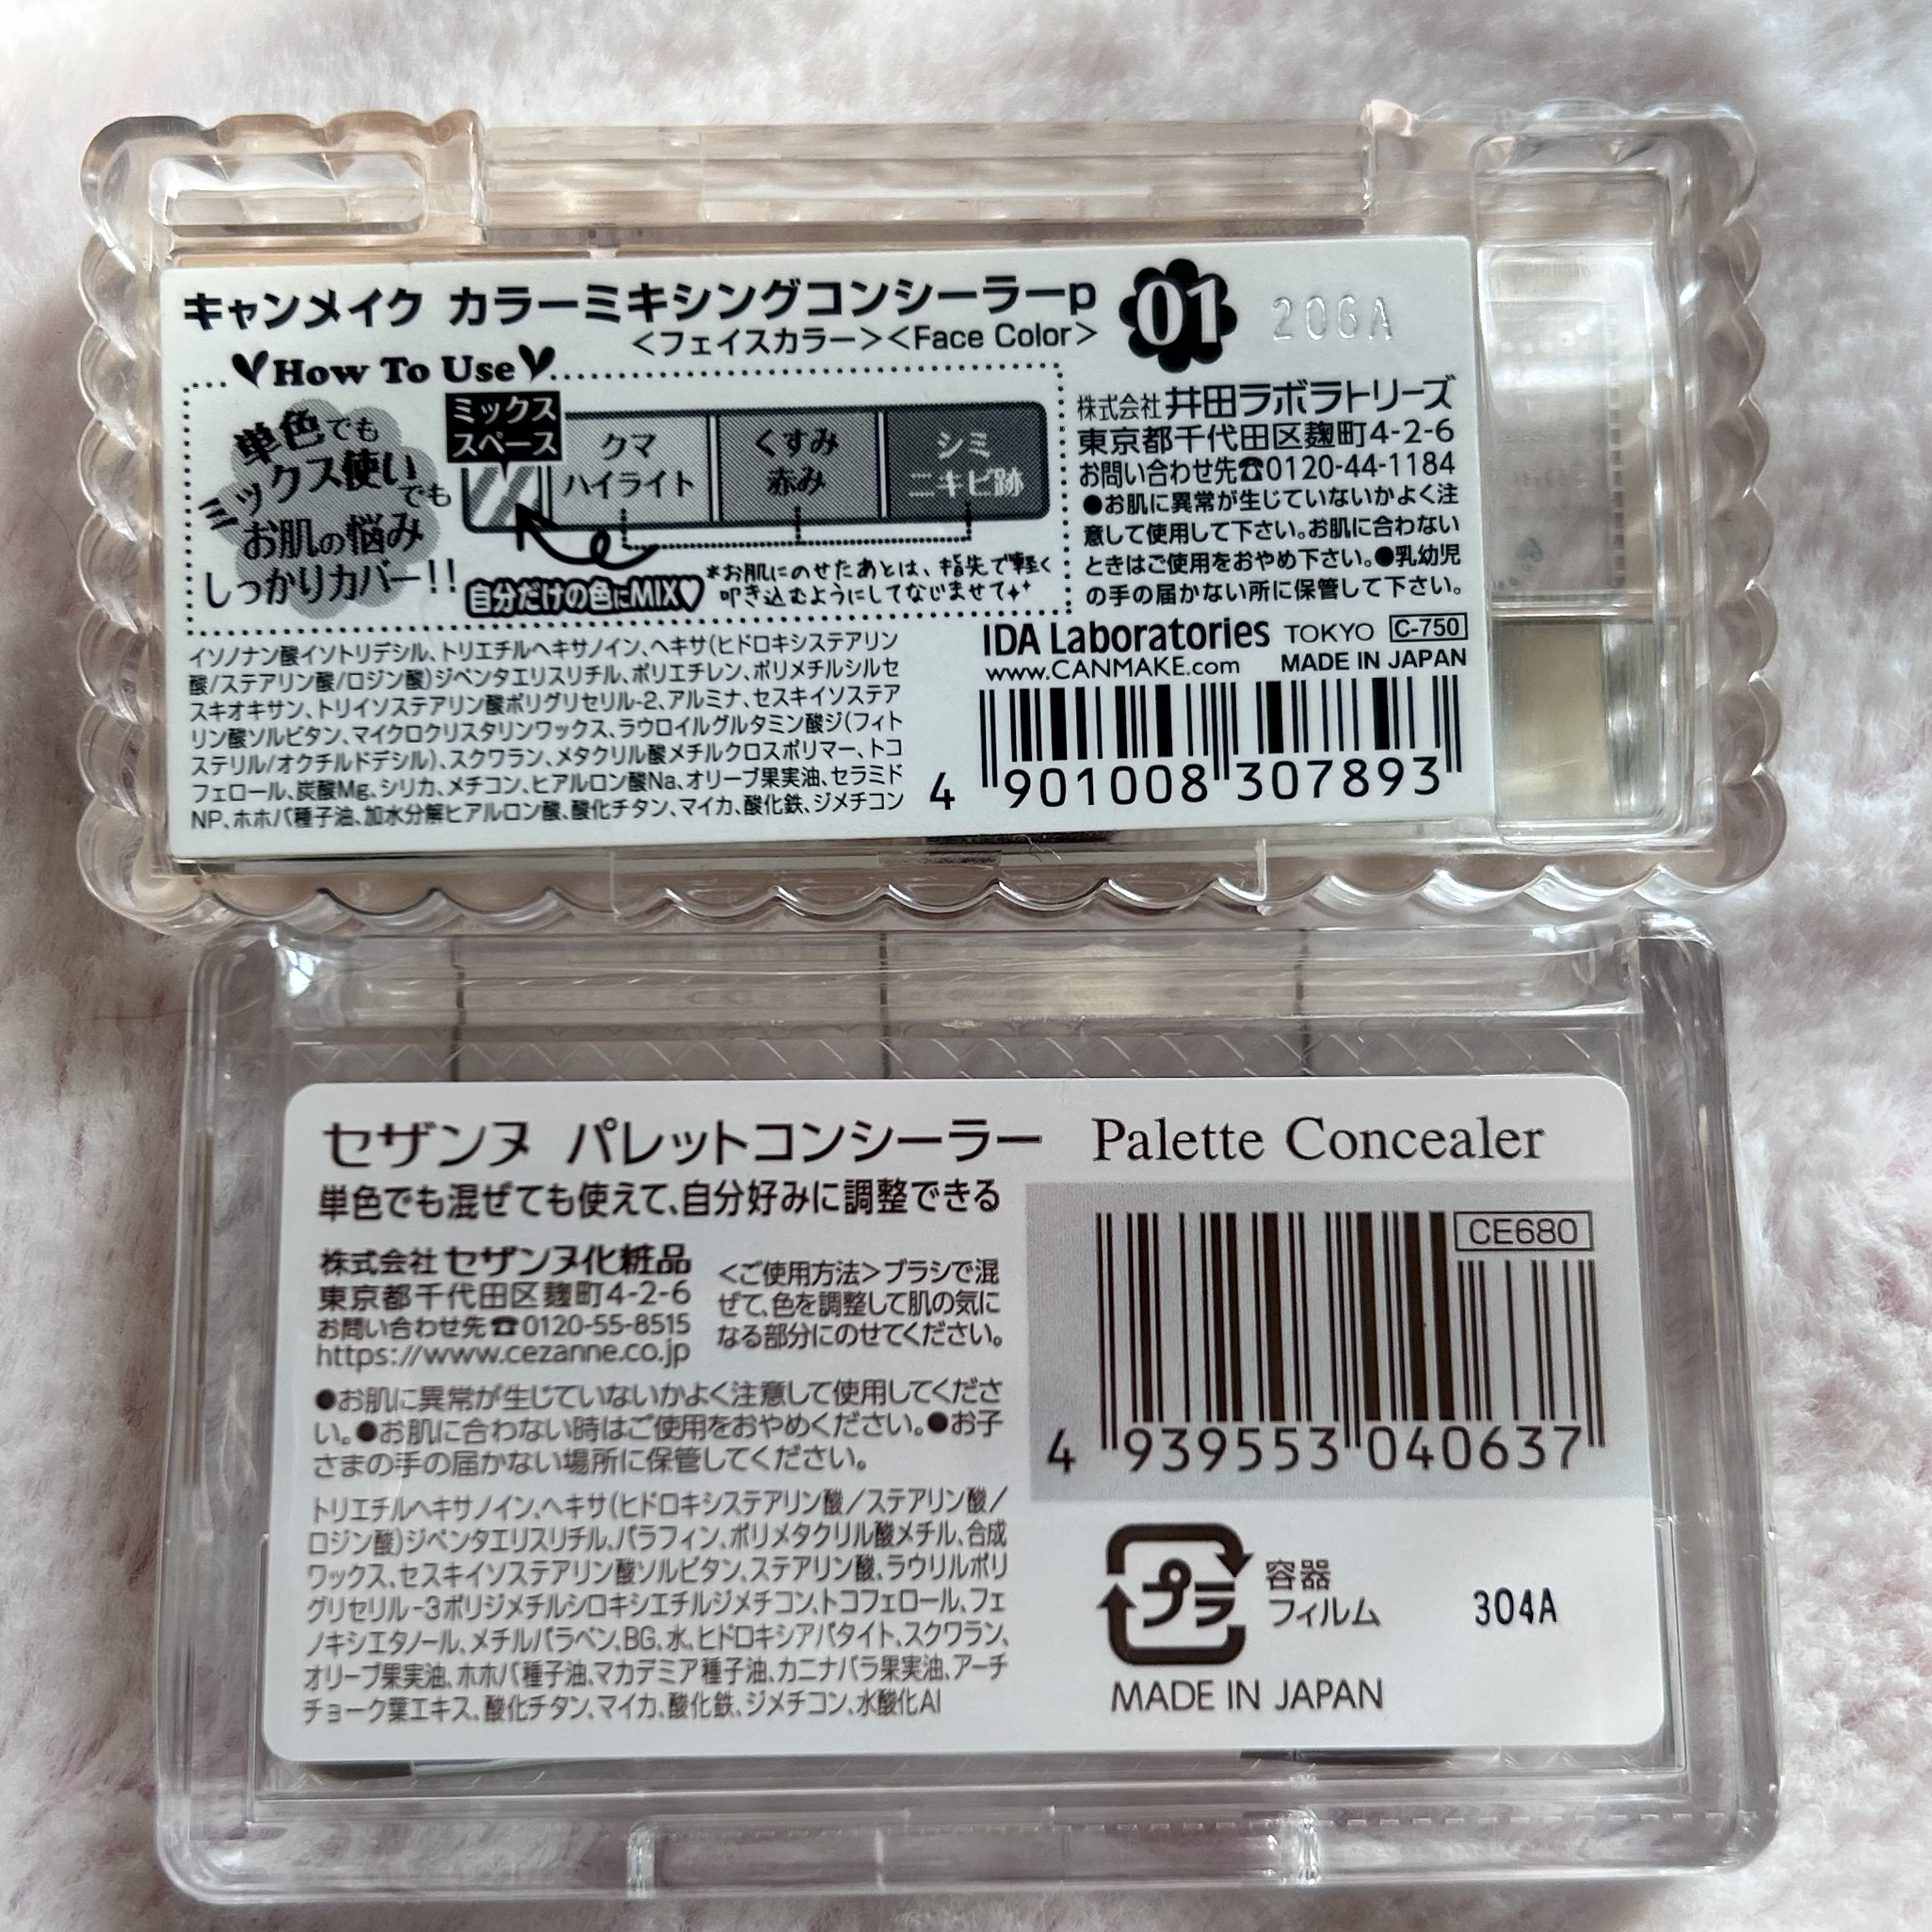 キャンメイク カラーミキシングコンシーラーp
<フェイスカラー><Face Color>
01
206A
How To Use
単色でも
ミックス使いでも
お肌の悩み
しっかりカバー!!
ミックス
スペース
クマ
ハイライト
くすみ
赤み
シミ
ニキビ跡
自分だけの色にMIX♥
*お肌にのせたあとは、指先で軽く
叩き込むようにしてなじませて
株式会社 井田ラボラトリーズ
東京都千代田区麹町4-2-6
お問い合わせ先☎0120-44-1184
●お肌に異常が生じていないかよく注
意して使用して下さい。お肌に合わない
ときはご使用をおやめ下さい。●乳幼児
の手の届かない所に保管して下さい。
イソノナン酸イソトリデシル、トリエチルヘキサノイン、ヘキサ(ヒドロキシステアリン
酸/ステアリン酸/ロジン酸)ジペンタエリスリチル、ポリエチレン、ポリメチルシルセ
スキオキサン、トリイソステアリン酸ポリグリセリル-2、アルミナ、セスキイソステア
リン酸ソルビタン、マイクロクリスタリンワックス、ラウロイルグルタミン酸ジ(フィト
ステリル/オクチルドデシル)、スクワラン、メタクリル酸メチルクロスポリマー、トコ
フェロール、炭酸Mg、シリカ、メチコン、ヒアルロン酸Na、オリーブ果実油、セラミド
NP、ホホバ種子油、加水分解ヒアルロン酸、酸化チタン、マイカ、酸化鉄、ジメチコン
IDA Laboratories TOKYO C-750
www.CANMAKE.com MADE IN JAPAN
4 901008 307893
セザンヌ パレットコンシーラー Palette Concealer
単色でも混ぜても使えて、自分好みに調整できる
株式会社 セザンヌ化粧品
東京都千代田区麹町4-2-6
お問い合わせ先☎0120-55-8515
https://www.cezanne.co.jp
<ご使用方法>ブラシで混
ぜて、色を調整して肌の気に
なる部分にのせてください。
●お肌に異常が生じていないかよく注意して使用してくださ
い。●お肌に合わない時はご使用をおやめください。●お子
さまの手の届かない場所に保管してください。
トリエチルヘキサノイン、ヘキサ(ヒドロキシステアリン酸/ステアリン酸/
ロジン酸)ジペンタエリスリチル、パラフィン、ポリメタクリル酸メチル、合成
ワックス、セスキイソステアリン酸ソルビタン、ステアリン酸、ラウリルポリ
グリセリル-3ポリジメチルシロキシエチルジメチコン、トコフェロール、フェ
ノキシエタノール、メチルパラベン、BG、水、ヒドロキシアパタイト、スクワラン、
オリーブ果実油、ホホバ種子油、マカデミア種子油、カニナバラ果実油、アーチ
チョーク葉エキス、酸化チタン、マイカ、酸化鉄、ジメチコン、水酸化Al
CE680
4 939553 040637
プラ
容器
フィルム
304A
MADE IN JAPAN